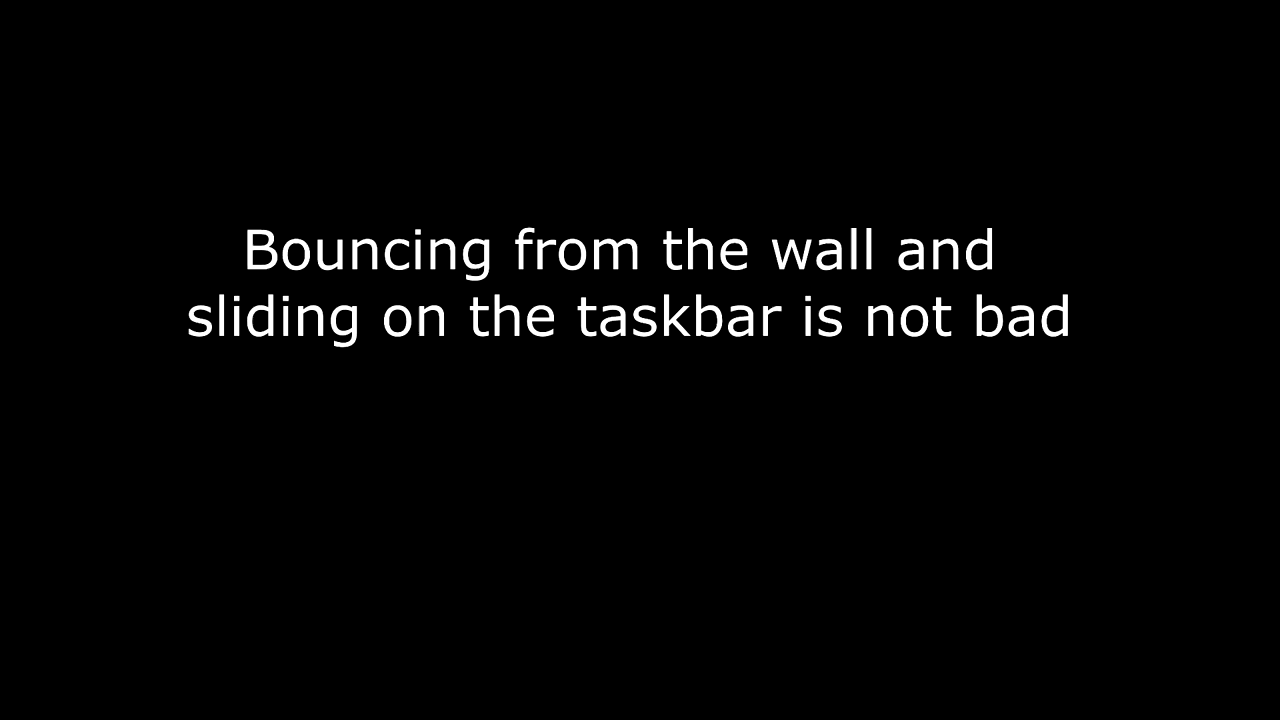 Bouncing from the wall and
sliding on the taskbar is not bad